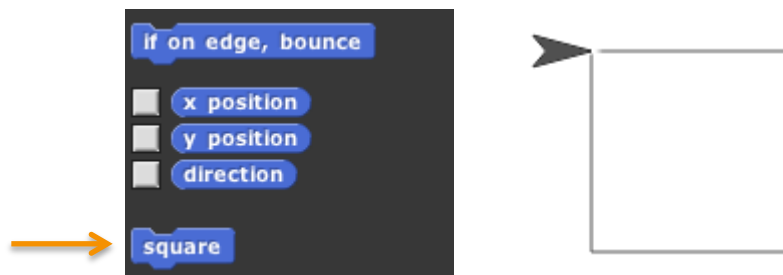 if on edge, bounce
x position
y position
direction
square